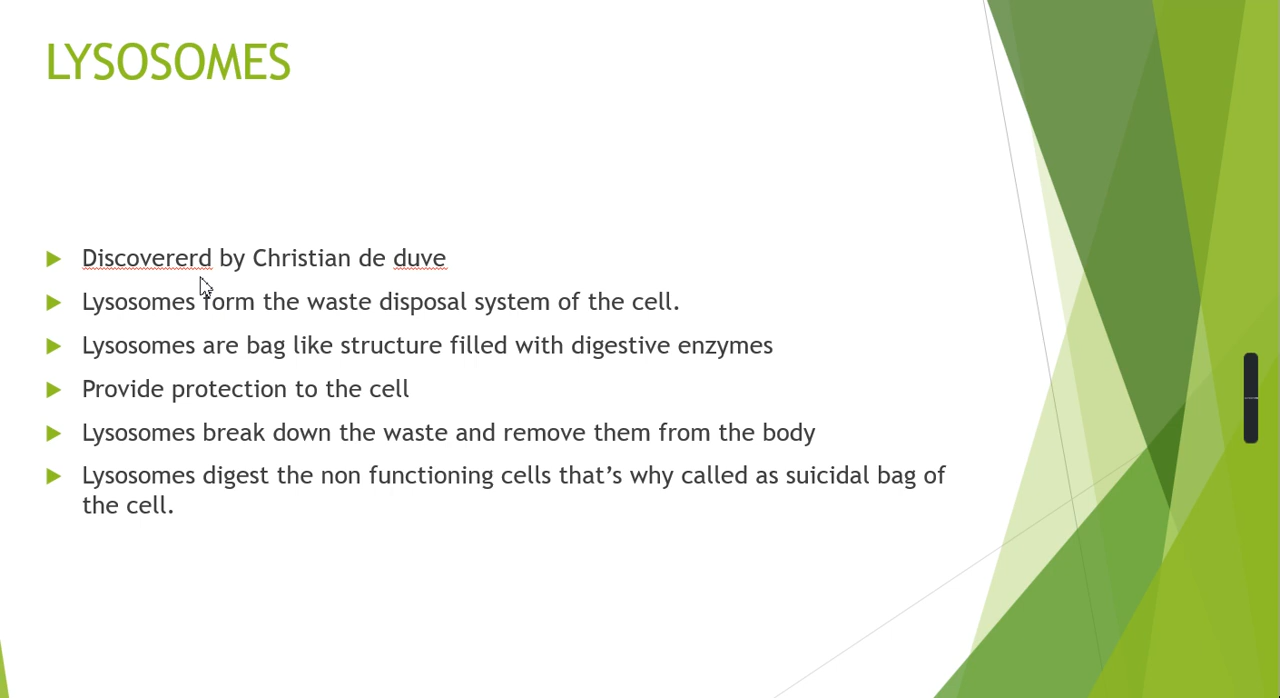 LYSOSOMES
Discovererd by Christian de duve
Lysosomes form the waste disposal system of the cell.
Lysosomes are bag like structure filled with digestive enzymes
Provide protection to the cell
Lysosomes break down the waste and remove them from the body
Lysosomes digest the non functioning cells that’s why called as suicidal bag of
the cell.